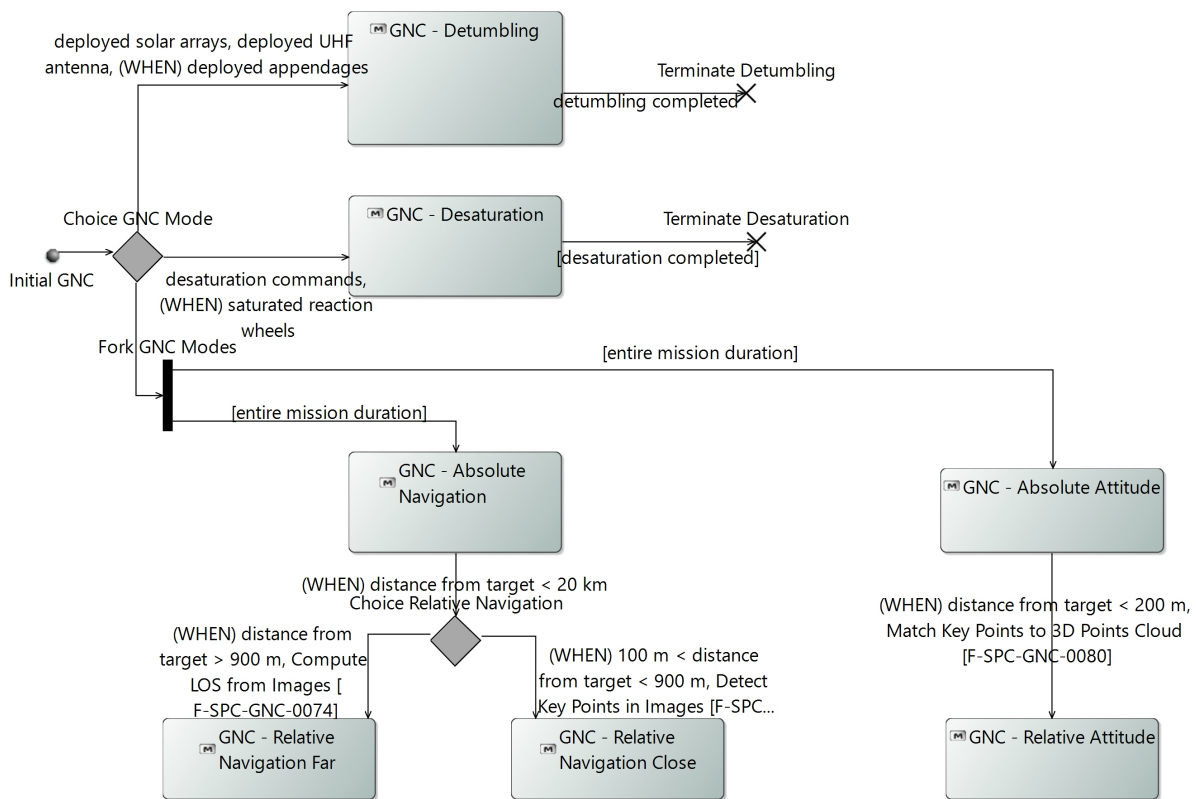 GNC - Detumbling
deployed solar arrays, deployed UHF
antenna, (WHEN) deployed appendages
Terminate Detumbling
detumbling completed
GNC - Desaturation
Choice GNC Mode
Terminate Desaturation
[desaturation completed]
Initial GNC
desaturation commands,
(WHEN) saturated reaction
wheels
Fork GNC Modes
[entire mission duration]
[entire mission duration]
GNC - Absolute
Navigation
GNC - Absolute Attitude
(WHEN) distance from target < 20 km
Choice Relative Navigation
(WHEN) distance from target < 200 m,
Match Key Points to 3D Points Cloud
[F-SPC-GNC-0080]
(WHEN) distance from
target > 900 m, Compute
LOS from Images [
F-SPC-GNC-0074]
(WHEN) 100 m < distance
from target < 900 m, Detect
Key Points in Images [F-SPC...
GNC - Relative
Navigation Far
GNC - Relative
Navigation Close
GNC - Relative Attitude